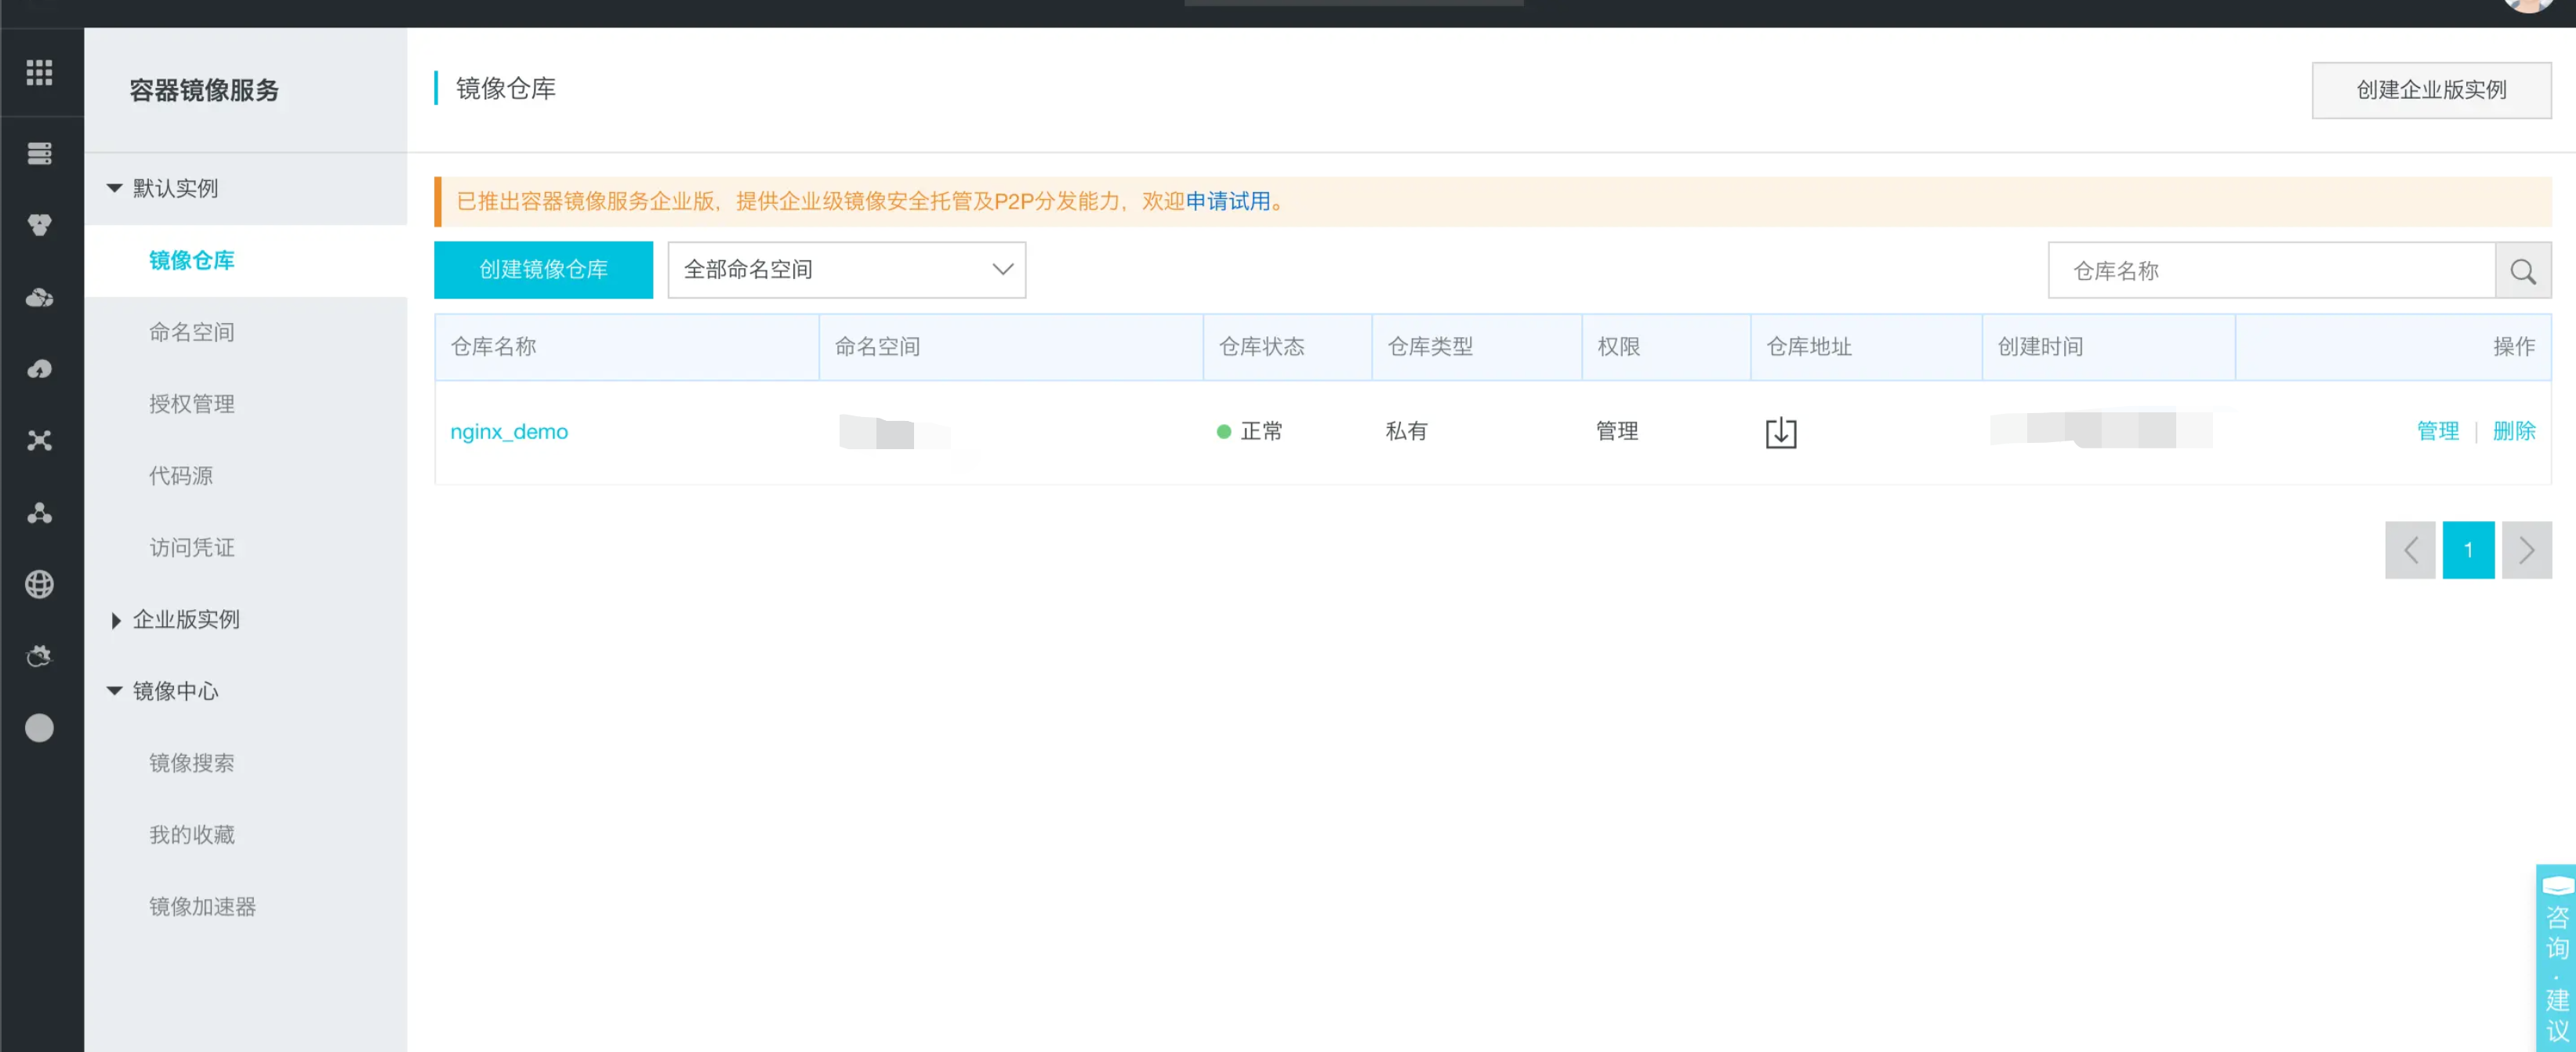 容器镜像服务
默认实例
镜像仓库
命名空间
授权管理
代码源
访问凭证
企业版实例
镜像中心
镜像搜索
我的收藏
镜像加速器
镜像仓库
创建企业版实例
已推出容器镜像服务企业版，提供企业级镜像安全托管及P2P分发能力，欢迎申请试用。
创建镜像仓库 全部命名空间 仓库名称
仓库名称 命名空间 仓库状态 仓库类型 权限 仓库地址 创建时间 操作
nginx_demo 正常 私有 管理 管理 | 删除
1
咨询·建议